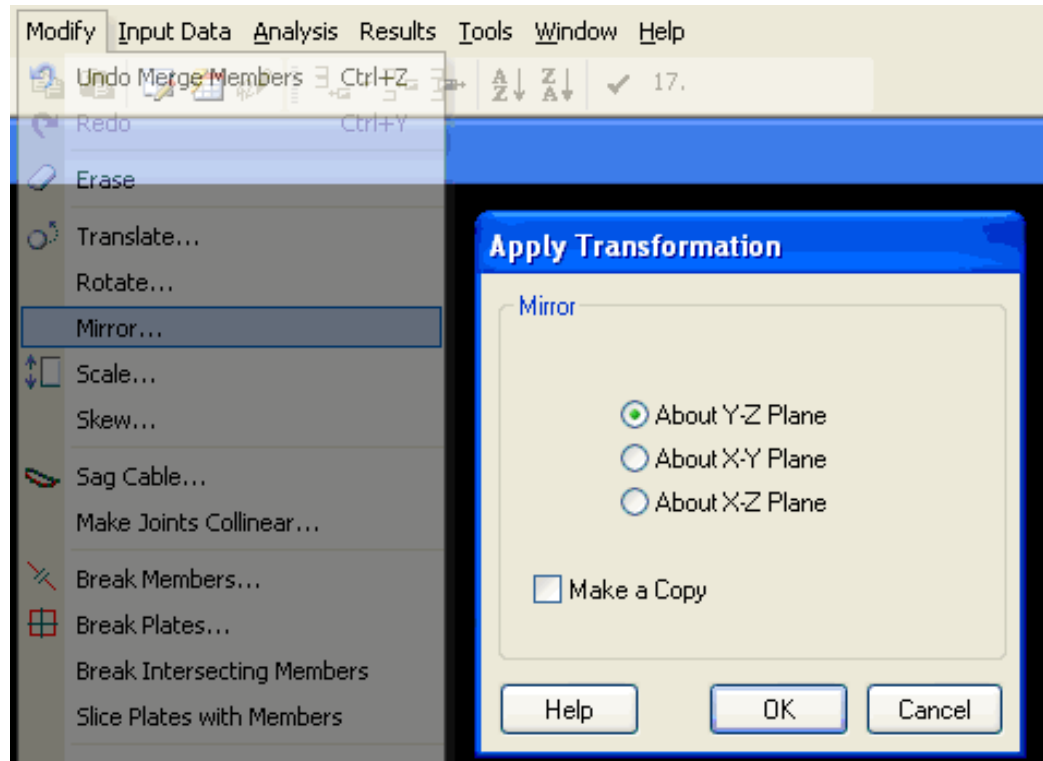 Modify Input Data Analysis Results Tools Window Help
Undo Merge Members Ctrl+Z
A Z Z A 17.
Redo Ctrl+Y
Erase
Translate...
Rotate...
Mirror...
Scale...
Skew...
Sag Cable...
Make Joints Collinear...
Break Members...
Break Plates...
Break Intersecting Members
Slice Plates with Members
Apply Transformation
Mirror
About Y-Z Plane
About X-Y Plane
About X-Z Plane
Make a Copy
Help OK Cancel